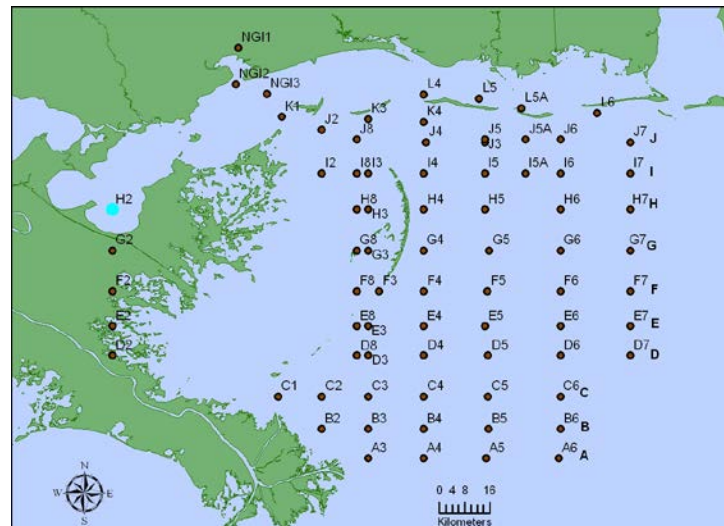 NGI1
NGI2
NGI3
L4
L5
L5A
L6
K1
K3
K4
J2
J8
J4
J5
J3
J5A
J6
J7
J
I2
I8 I3
I4
I5
I5A
I6
I7
I
H2
H8
H3
H4
H5
H6
H7
H
G2
G8
G3
G4
G5
G6
G7
G
F2
F8
F3
F4
F5
F6
F7
F
E2
E8
E3
E4
E5
E6
E7
E
D2
D8
D3
D4
D5
D6
D7
D
C1
C2
C3
C4
C5
C6
C
B2
B3
B4
B5
B6
B
A3
A4
A5
A6
A
N
W
E
S
0 4 8 16
Kilometers